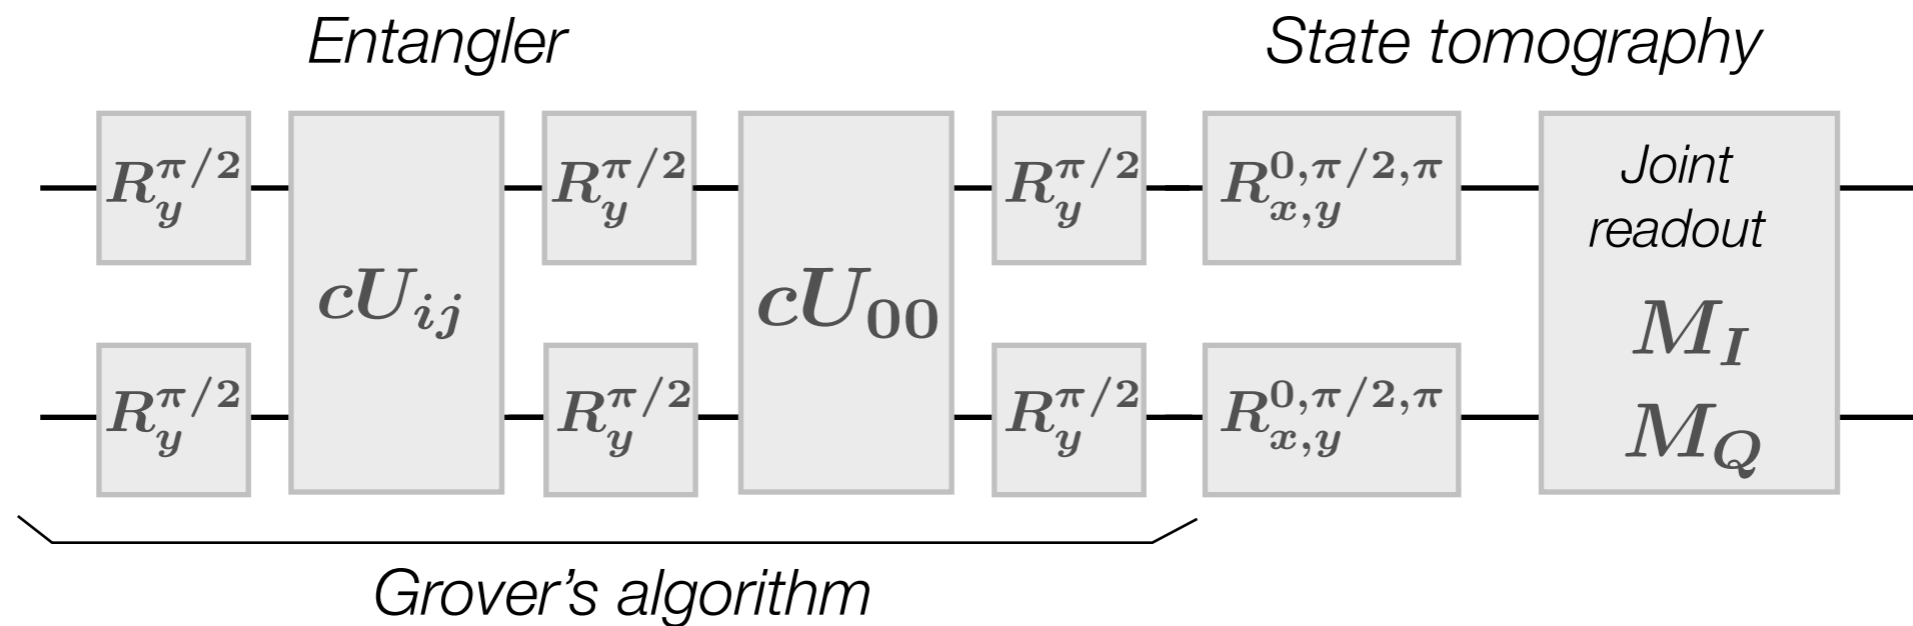 Entangler
State tomography
R_y^{π/2}
cU_{ij}
R_y^{π/2}
cU_{00}
R_y^{π/2}
R_{x,y}^{0,π/2,π}
Joint
readout
M_I
M_Q
R_y^{π/2}
R_y^{π/2}
R_y^{π/2}
R_{x,y}^{0,π/2,π}
Grover’s algorithm